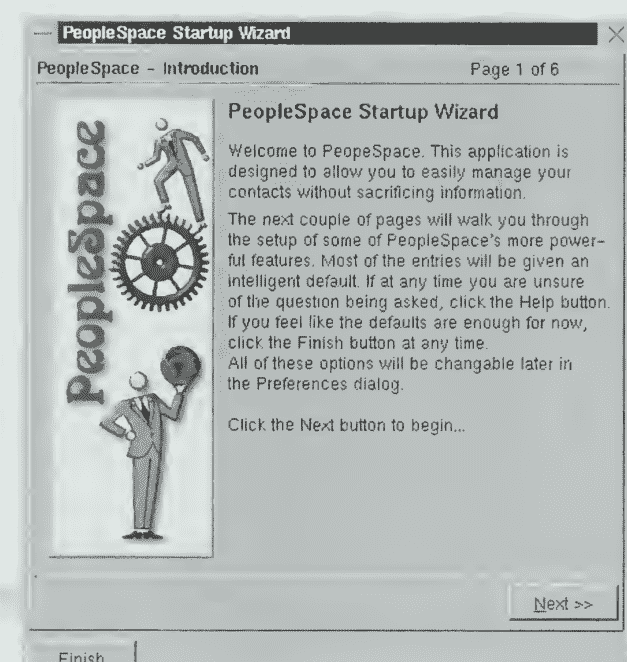 PeopleSpace Startup Wizard
PeopleSpace - Introduction
Page 1 of 6
PeopleSpace
PeopleSpace Startup Wizard
Welcome to PeopeSpace. This application is
designed to allow you to easily manage your
contacts without sacrificing information.
The next couple of pages will walk you through
the setup of some of PeopleSpace's more power-
ful features. Most of the entries will be given an
intelligent default. If at any time you are unsure
of the question being asked, click the Help button.
If you feel like the defaults are enough for now,
click the Finish button at any time.
All of these options will be changable later in
the Preferences dialog.
Click the Next button to begin...
Next >>
Finish